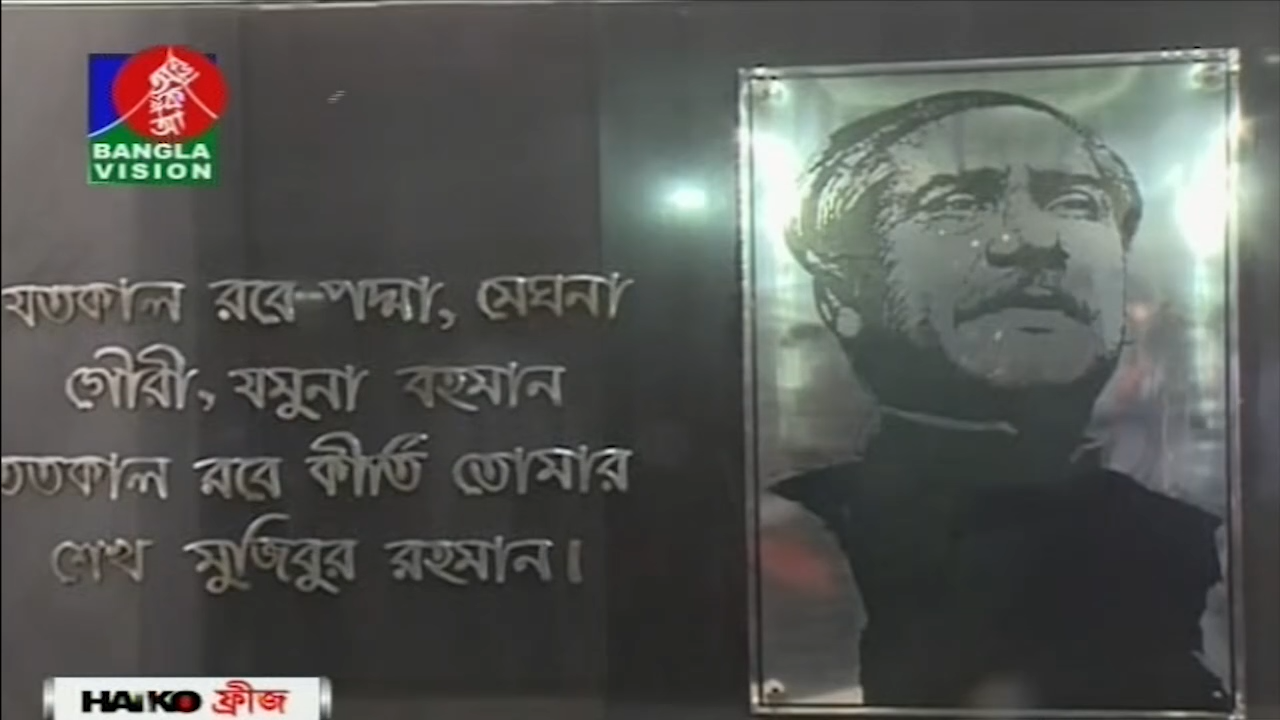 BANGLA
VISION
যতকাল রবে-পদ্মা, মেঘনা
গৌরী, যমুনা বহমান
ততকাল রবে কীর্তি তোমার
শেখ মুজিবুর রহমান।
HAIKO ফ্রীজ